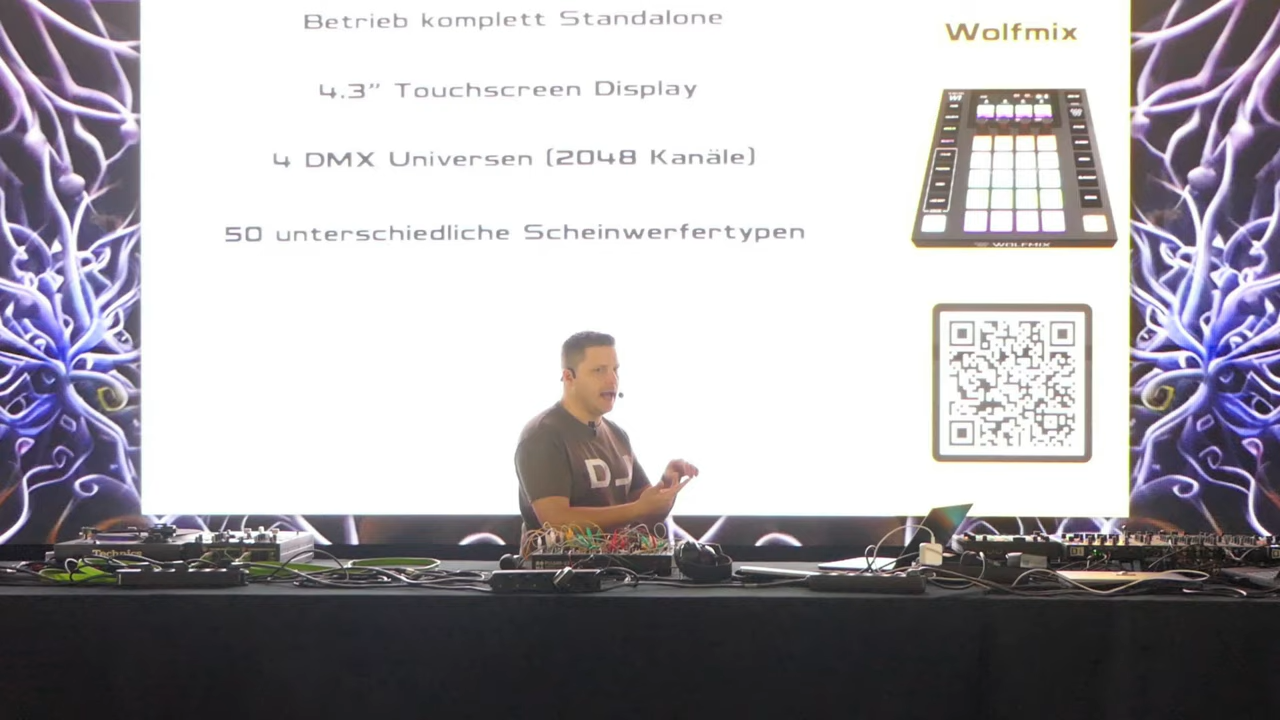 Betrieb komplett Standalone
Wolfmix
4.3" Touchscreen Display
4 DMX Universen (2048 Kanäle)
50 unterschiedliche Scheinwerfertypen
WOLFMIX
Technics